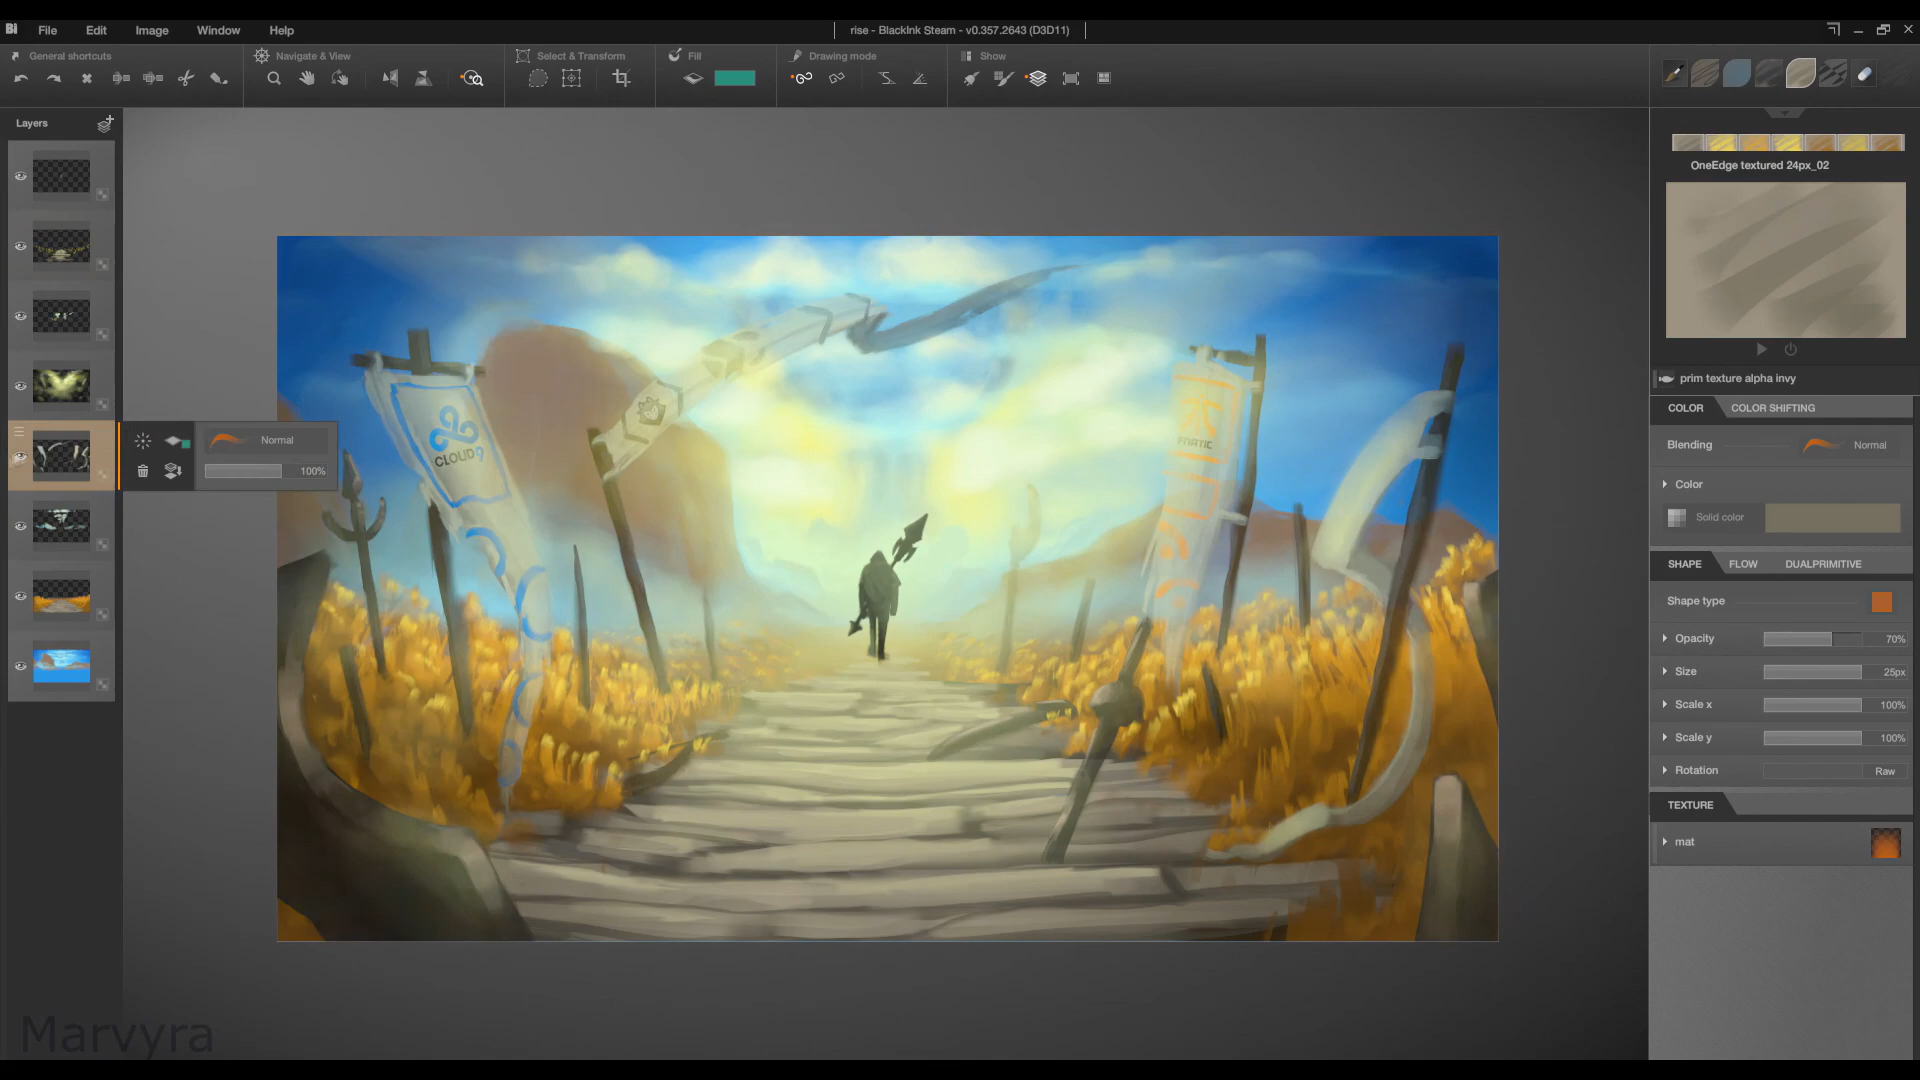 Bi File Edit Image Window Help rise - BlackInk Steam - v0.357.2643 (D3D11)
General shortcuts Navigate & View Select & Transform Fill Drawing mode Show
Layers
OneEdge textured 24px_02
prim texture alpha invy
COLOR COLOR SHIFTING
Blending Normal
Color
Solid color
SHAPE FLOW DUALPRIMITIVE
Shape type
Opacity 70%
Size 25px
Scale x 100%
Scale y 100%
Rotation Raw
TEXTURE
mat
Normal
100%
CLOUD9
FNATIC
Marvyra